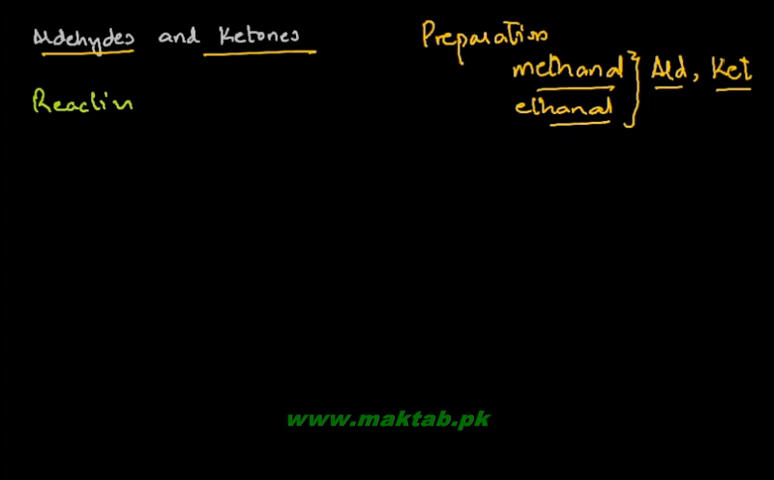 Aldehydes and Ketones
Preparation
methanal } Ald, Ket
ethanal
Reaction
www.maktab.pk